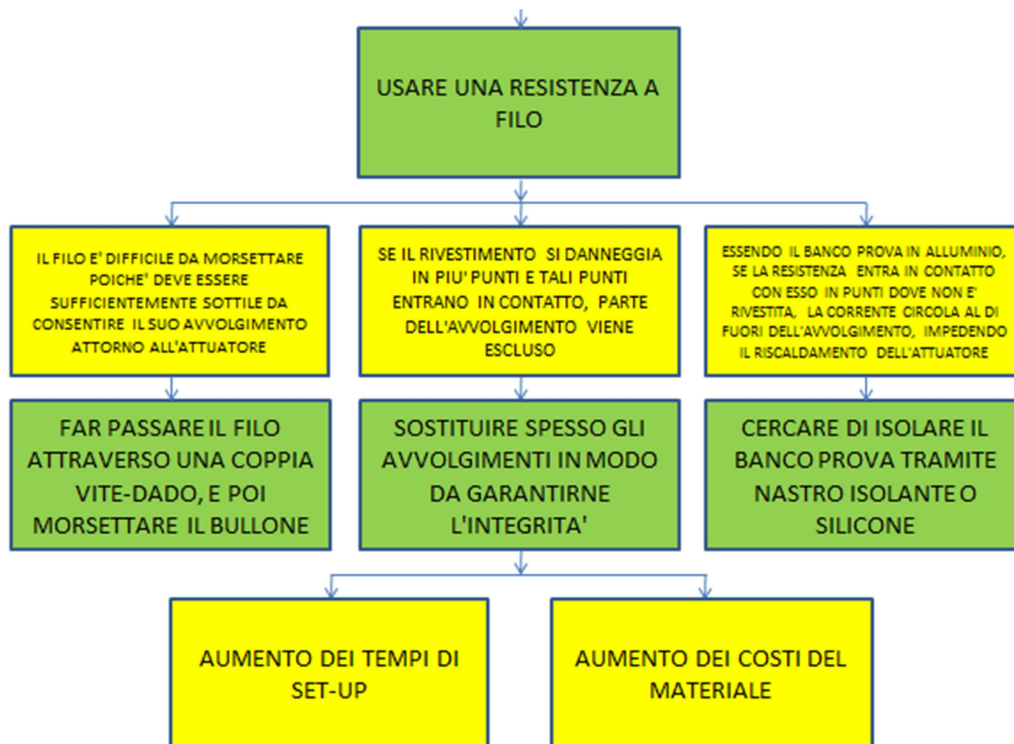 USARE UNA RESISTENZA A
FILO
IL FILO E' DIFFICILE DA MORSETTARE
POICHE' DEVE ESSERE
SUFFICIENTEMENTE SOTTILE DA
CONSENTIRE IL SUO AVVOLGIMENTO
ATTORNO ALL'ATTUATORE
SE IL RIVESTIMENTO SI DANNEGGIA
IN PIU' PUNTI E TALI PUNTI
ENTRANO IN CONTATTO, PARTE
DELL'AVVOLGIMENTO VIENE
ESCLUSO
ESSENDO IL BANCO PROVA IN ALLUMINIO,
SE LA RESISTENZA ENTRA IN CONTATTO
CON ESSO IN PUNTI DOVE NON E'
RIVESTITA, LA CORRENTE CIRCOLA AL DI
FUORI DELL'AVVOLGIMENTO, IMPEDENDO
IL RISCALDAMENTO DELL'ATTUATORE
FAR PASSARE IL FILO
ATTRAVERSO UNA COPPIA
VITE-DADO, E POI
MORSETTARE IL BULLONE
SOSTITUIRE SPESSO GLI
AVVOLGIMENTI IN MODO
DA GARANTIRNE
L'INTEGRITA'
CERCARE DI ISOLARE IL
BANCO PROVA TRAMITE
NASTRO ISOLANTE O
SILICONE
AUMENTO DEI TEMPI DI
SET-UP
AUMENTO DEI COSTI DEL
MATERIALE